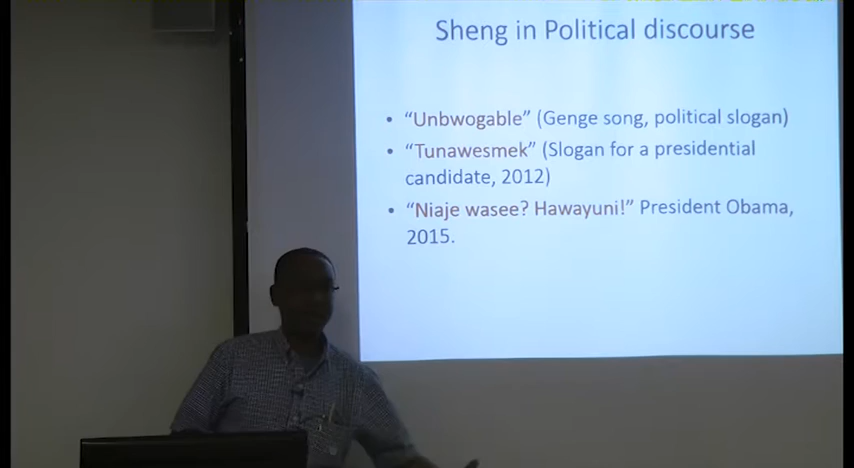 Sheng in Political discourse
• “Unbwogable” (Genge song, political slogan)
• “Tunawesmek” (Slogan for a presidential
candidate, 2012)
• “Niaje wasee? Hawayuni!” President Obama,
2015.